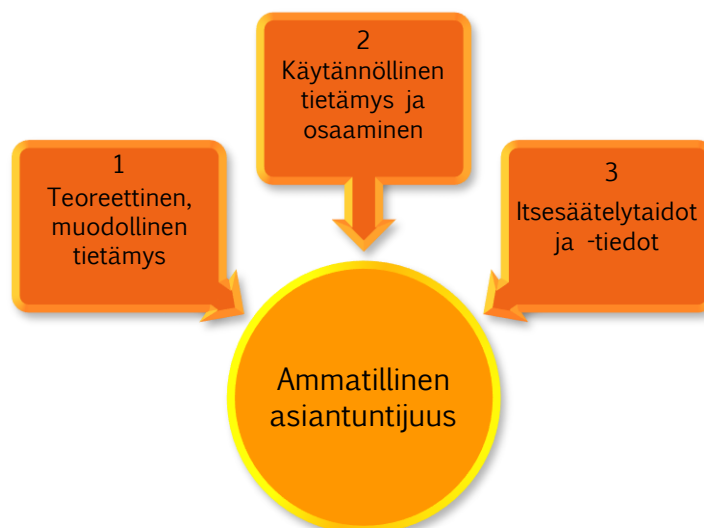 1
Teoreettinen,
muodollinen
tietämys
2
Käytännöllinen
tietämys ja
osaaminen
3
Itsesäätelytaidot
ja -tiedot
Ammatillinen
asiantuntijuus